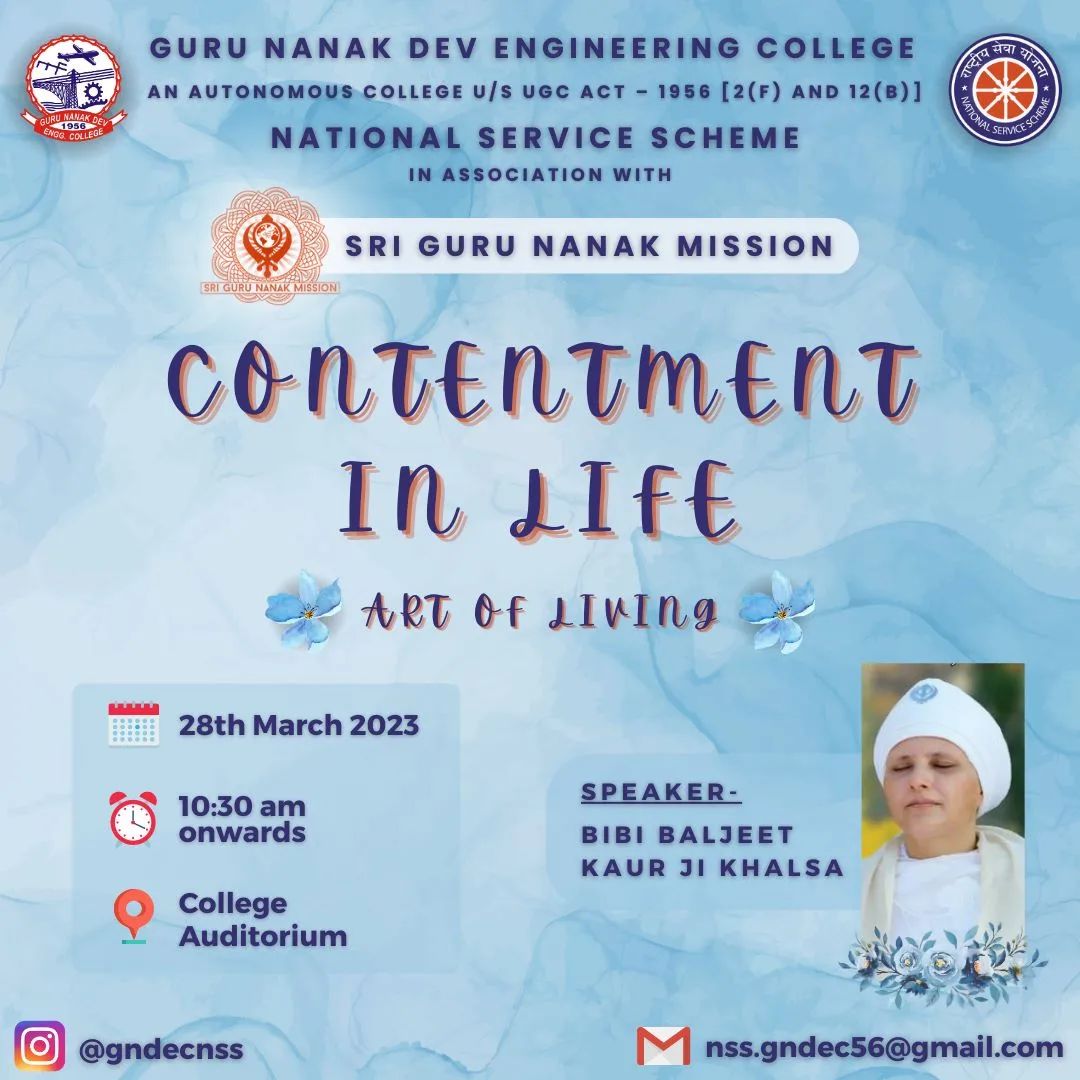 GURU NANAK DEV ENGINEERING COLLEGE
AN AUTONOMOUS COLLEGE U/S UGC ACT – 1956 [2(F) AND 12(B)]
NATIONAL SERVICE SCHEME
IN ASSOCIATION WITH
GURU NANAK DEV
1956
ENGG. COLLEGE
राष्ट्रीय सेवा योजना
NATIONAL SERVICE SCHEME
SRI GURU NANAK MISSION
SRI GURU NANAK MISSION
CONTENTMENT
IN LIFE
ART OF LIVING
28th March 2023
10:30 am
onwards
College
Auditorium
SPEAKER-
BIBI BALJEET
KAUR JI KHALSA
@gndecnss
nss.gndec56@gmail.com